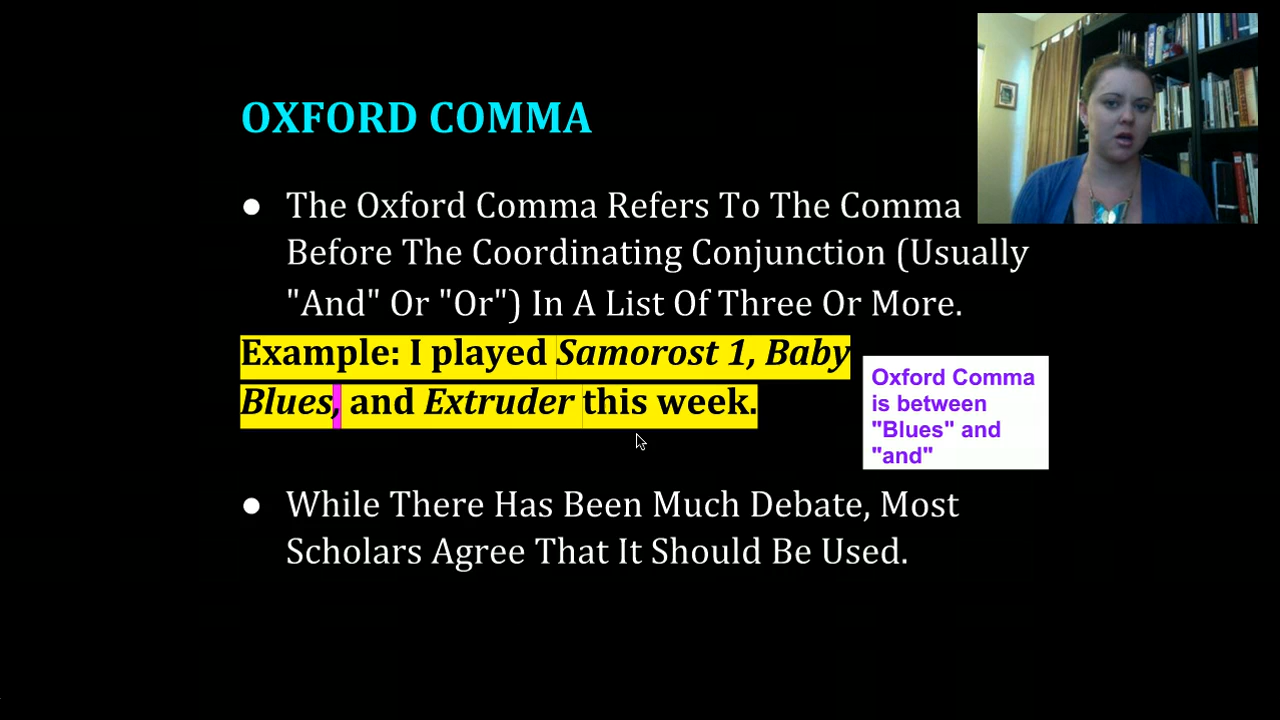 OXFORD COMMA
● The Oxford Comma Refers To The Comma
Before The Coordinating Conjunction (Usually
"And" Or "Or") In A List Of Three Or More.
Example: I played Samorost 1, Baby
Blues, and Extruder this week.
Oxford Comma
is between
"Blues" and
"and"
● While There Has Been Much Debate, Most
Scholars Agree That It Should Be Used.